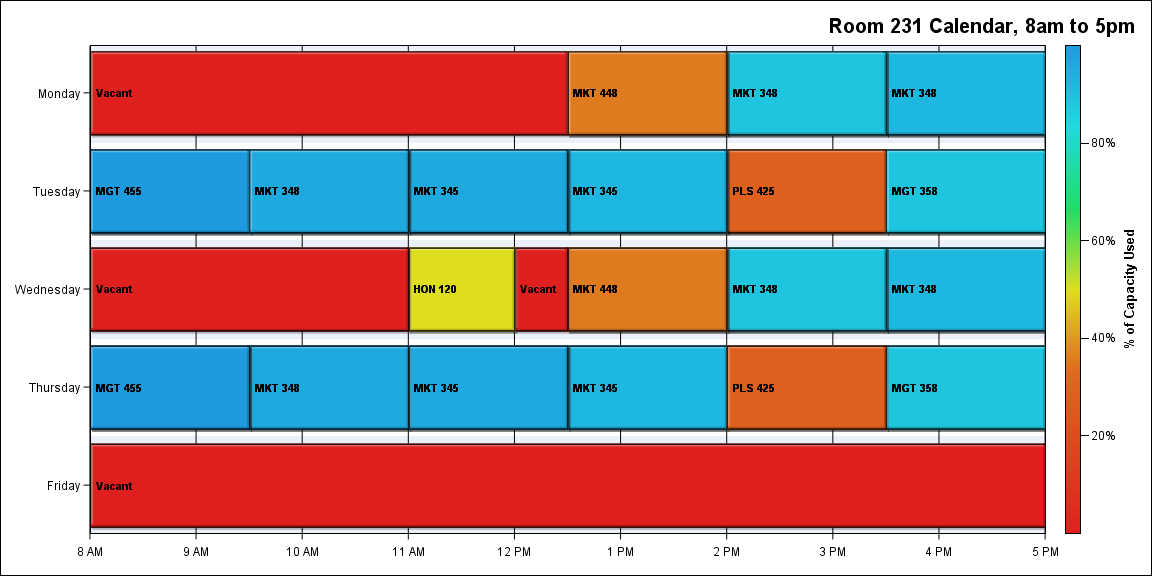 Room 231 Calendar, 8am to 5pm
Monday
Vacant
MKT 448
MKT 348
MKT 348
80%
Tuesday
MGT 455
MKT 348
MKT 345
MKT 345
PLS 425
MGT 358
60%
Wednesday
Vacant
HON 120
Vacant
MKT 448
MKT 348
MKT 348
% of Capacity Used
40%
Thursday
MGT 455
MKT 348
MKT 345
MKT 345
PLS 425
MGT 358
20%
Friday
Vacant
8 AM
9 AM
10 AM
11 AM
12 PM
1 PM
2 PM
3 PM
4 PM
5 PM